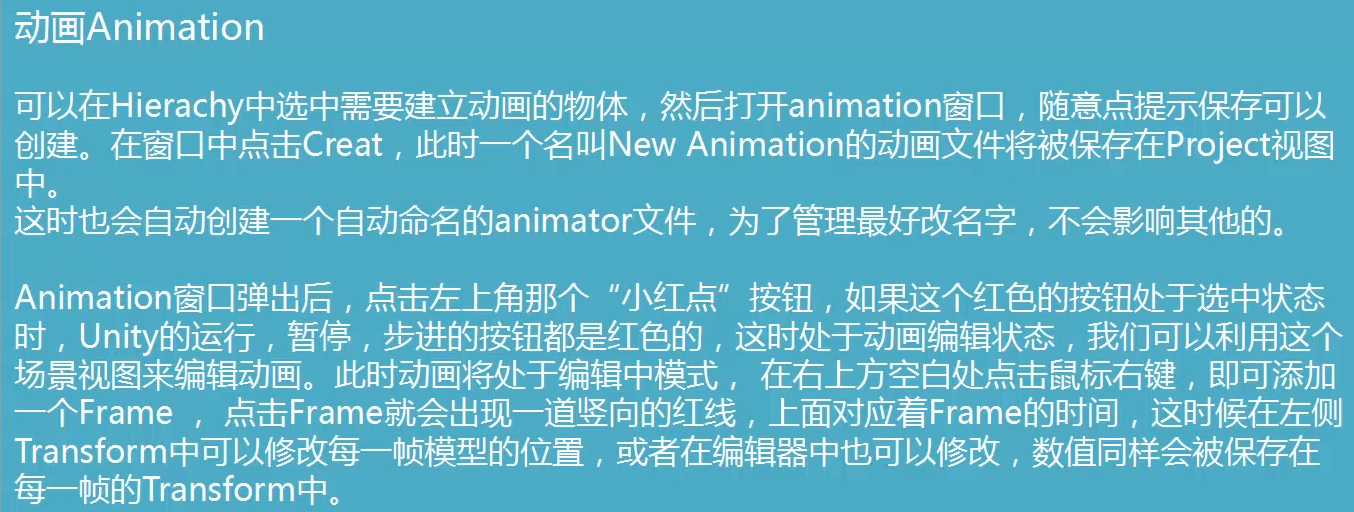 动画Animation
可以在Hierachy中选中需要建立动画的物体，然后打开animation窗口，随意点提示保存可以
创建。在窗口中点击Creat，此时一个名叫New Animation的动画文件将被保存在Project视图
中。
这时也会自动创建一个自动命名的animator文件，为了管理最好改名字，不会影响其他的。
Animation窗口弹出后，点击左上角那个“小红点”按钮，如果这个红色的按钮处于选中状态
时，Unity的运行，暂停，步进的按钮都是红色的，这时处于动画编辑状态，我们可以利用这个
场景视图来编辑动画。此时动画将处于编辑中模式， 在右上方空白处点击鼠标右键，即可添加
一个Frame ， 点击Frame就会出现一道竖向的红线，上面对应着Frame的时间，这时候在左侧
Transform中可以修改每一帧模型的位置，或者在编辑器中也可以修改，数值同样会被保存在
每一帧的Transform中。